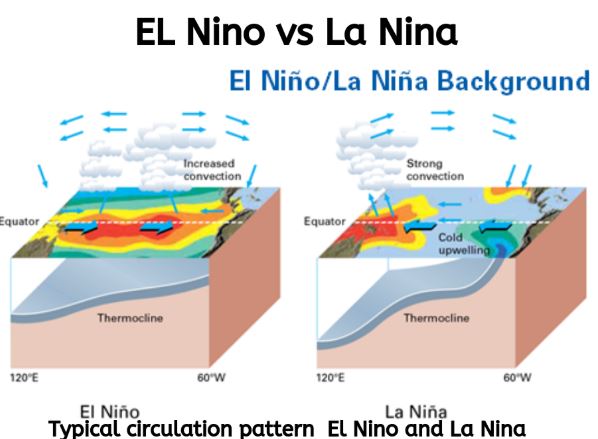 EL Nino vs La Nina
El Niño/La Niña Background
Increased
convection
Equator
Thermocline
120°E
60°W
El Niño
Strong
convection
Equator
Cold
upwelling
Thermocline
120°E
60°W
La Niña
Typical circulation pattern El Nino and La Nina